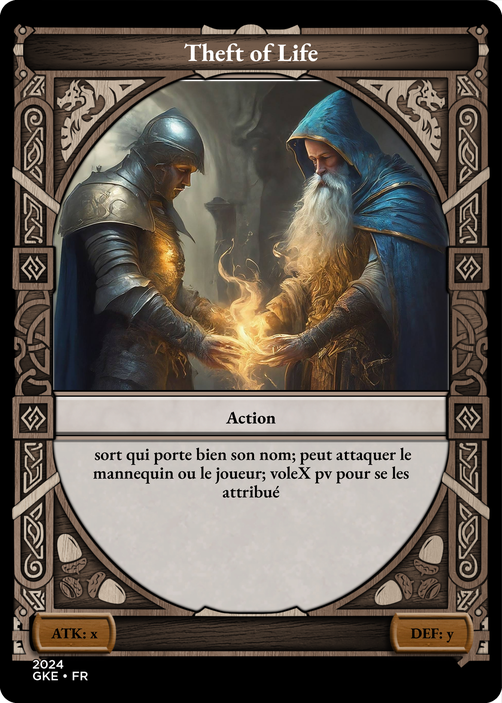 Theft of Life
Action
sort qui porte bien son nom; peut attaquer le
mannequin ou le joueur; voleX pv pour se les
attribué
ATK: x
DEF: y
2024
GKE • FR